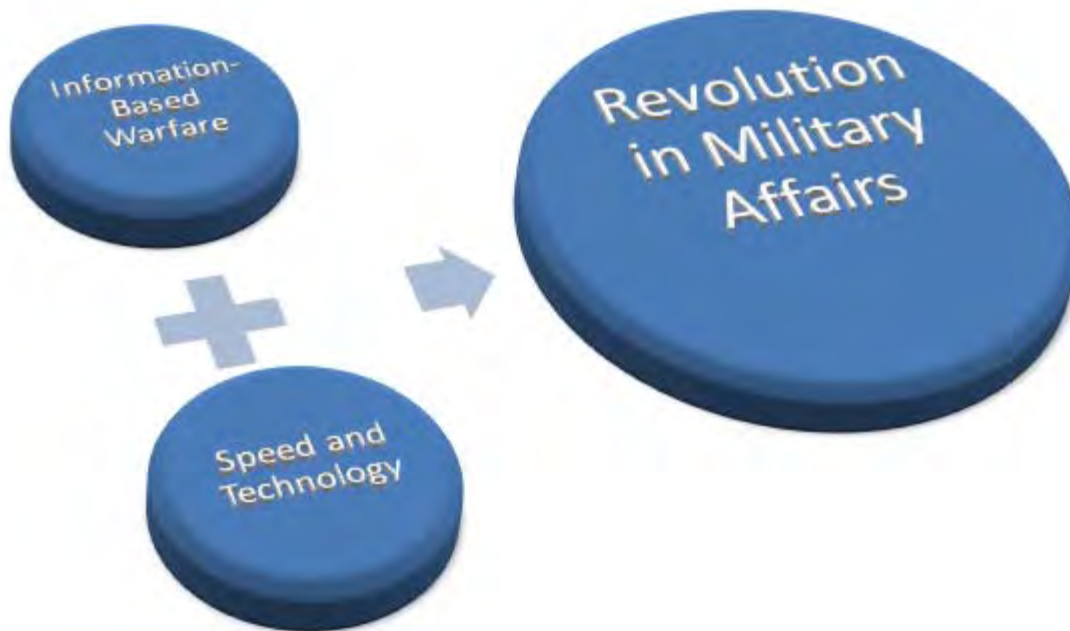 Information-
Based
Warfare
Speed and
Technology
Revolution
in Military
Affairs